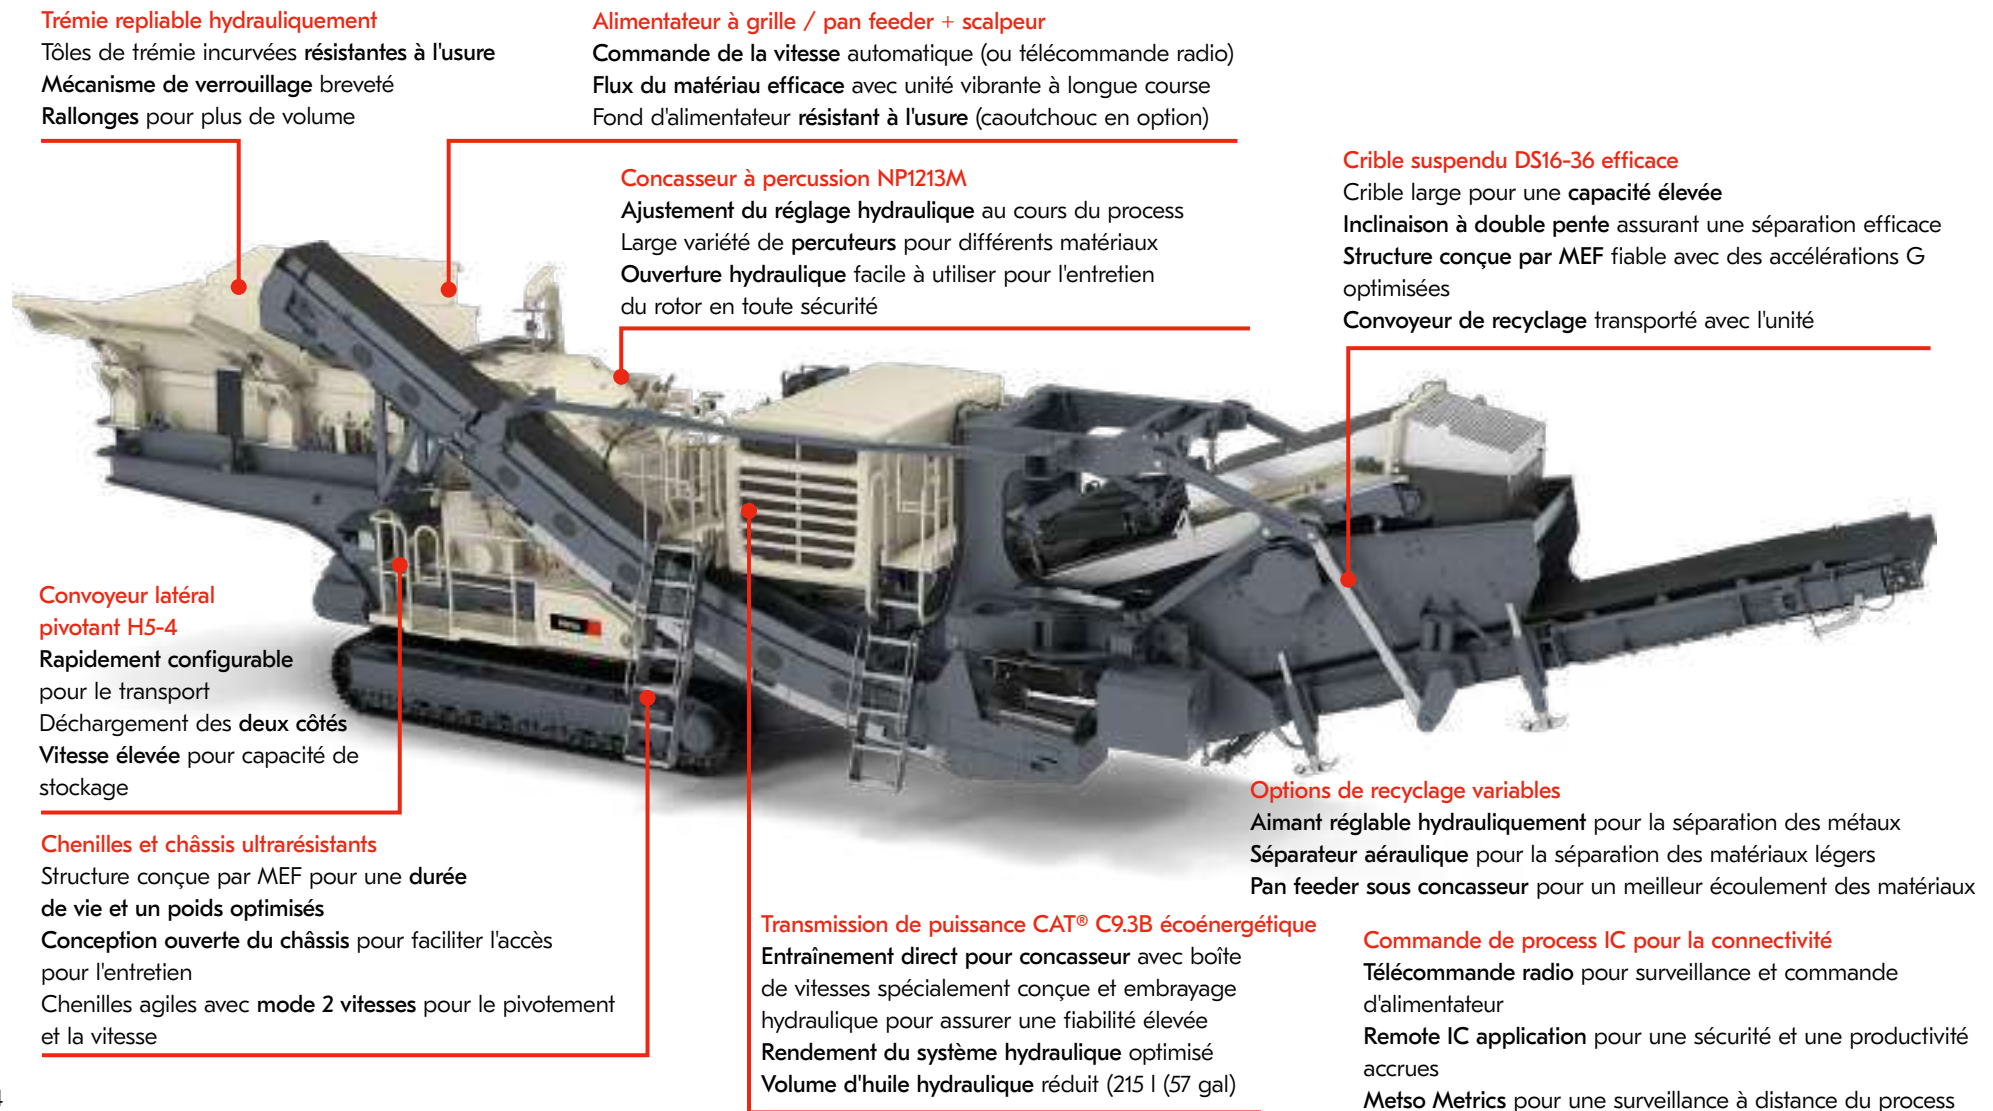 Trémie repliable hydrauliquement
Tôles de trémie incurvées résistantes à l'usure
Mécanisme de verrouillage breveté
Rallonges pour plus de volume
Alimentateur à grille / pan feeder + scalpeur
Commande de la vitesse automatique (ou télécommande radio)
Flux du matériau efficace avec unité vibrante à longue course
Fond d'alimentateur résistant à l'usure (caoutchouc en option)
Concasseur à percussion NP1213M
Ajustement du réglage hydraulique au cours du process
Large variété de percuteurs pour différents matériaux
Ouverture hydraulique facile à utiliser pour l'entretien
du rotor en toute sécurité
Crible suspendu DS16-36 efficace
Crible large pour une capacité élevée
Inclinaison à double pente assurant une séparation efficace
Structure conçue par MEF fiable avec des accélérations G
optimisées
Convoyeur de recyclage transporté avec l'unité
Convoyeur latéral
pivotant H5-4
Rapidement configurable
pour le transport
Déchargement des deux côtés
Vitesse élevée pour capacité de
stockage
Chenilles et châssis ultrarésistants
Structure conçue par MEF pour une durée
de vie et un poids optimisés
Conception ouverte du châssis pour faciliter l'accès
pour l'entretien
Chenilles agiles avec mode 2 vitesses pour le pivotement
et la vitesse
Transmission de puissance CAT® C9.3B écoénergétique
Entraînement direct pour concasseur avec boîte
de vitesses spécialement conçue et embrayage
hydraulique pour assurer une fiabilité élevée
Rendement du système hydraulique optimisé
Volume d'huile hydraulique réduit (215 l (57 gal)
Options de recyclage variables
Aimant réglable hydrauliquement pour la séparation des métaux
Séparateur aéraulique pour la séparation des matériaux légers
Pan feeder sous concasseur pour un meilleur écoulement des matériaux
Commande de process IC pour la connectivité
Télécommande radio pour surveillance et commande
d'alimentateur
Remote IC application pour une sécurité et une productivité
accrues
Metso Metrics pour une surveillance à distance du process